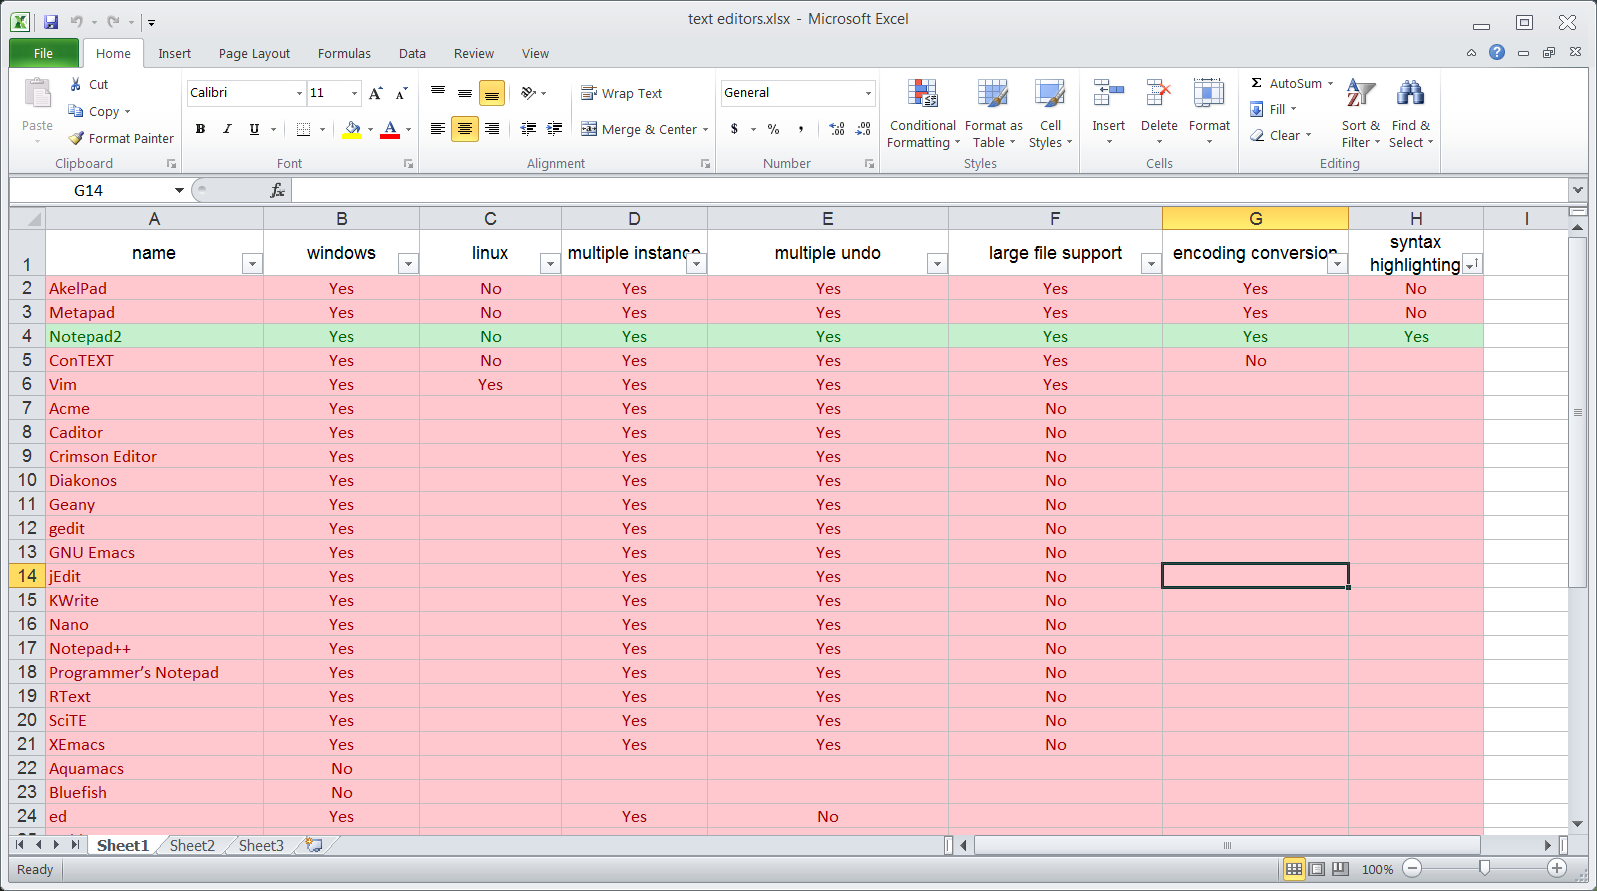 text editors.xlsx - Microsoft Excel
File Home Insert Page Layout Formulas Data Review View
Paste
Cut
Copy
Format Painter
Clipboard
Calibri 11
B I U
A
Font
Wrap Text
Merge & Center
Alignment
General
$ % ,
Number
Conditional Formatting
Format as Table
Cell Styles
Styles
Insert Delete Format
Cells
Σ AutoSum
Fill
Clear
Sort & Filter
Find & Select
Editing
G14 fx
A B C D E F G H I
1 name windows linux multiple instance multiple undo large file support encoding conversion syntax highlighting
2 AkelPad Yes No Yes Yes Yes Yes No
3 Metapad Yes No Yes Yes Yes Yes No
4 Notepad2 Yes No Yes Yes Yes Yes Yes
5 ConTEXT Yes No Yes Yes Yes No
6 Vim Yes Yes Yes Yes Yes
7 Acme Yes Yes Yes No
8 Caditor Yes Yes Yes No
9 Crimson Editor Yes Yes Yes No
10 Diakonos Yes Yes Yes No
11 Geany Yes Yes Yes No
12 gedit Yes Yes Yes No
13 GNU Emacs Yes Yes Yes No
14 jEdit Yes Yes Yes No
15 KWrite Yes Yes Yes No
16 Nano Yes Yes Yes No
17 Notepad++ Yes Yes Yes No
18 Programmer’s Notepad Yes Yes Yes No
19 RText Yes Yes Yes No
20 SciTE Yes Yes Yes No
21 XEmacs Yes Yes Yes No
22 Aquamacs No
23 Bluefish No
24 ed Yes Yes No
Sheet1 Sheet2 Sheet3
Ready 100%